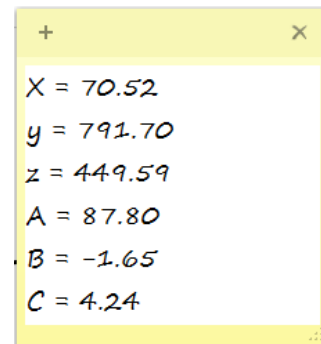 X = 70.52
y = 791.70
z = 449.59
A = 87.80
B = -1.65
C = 4.24